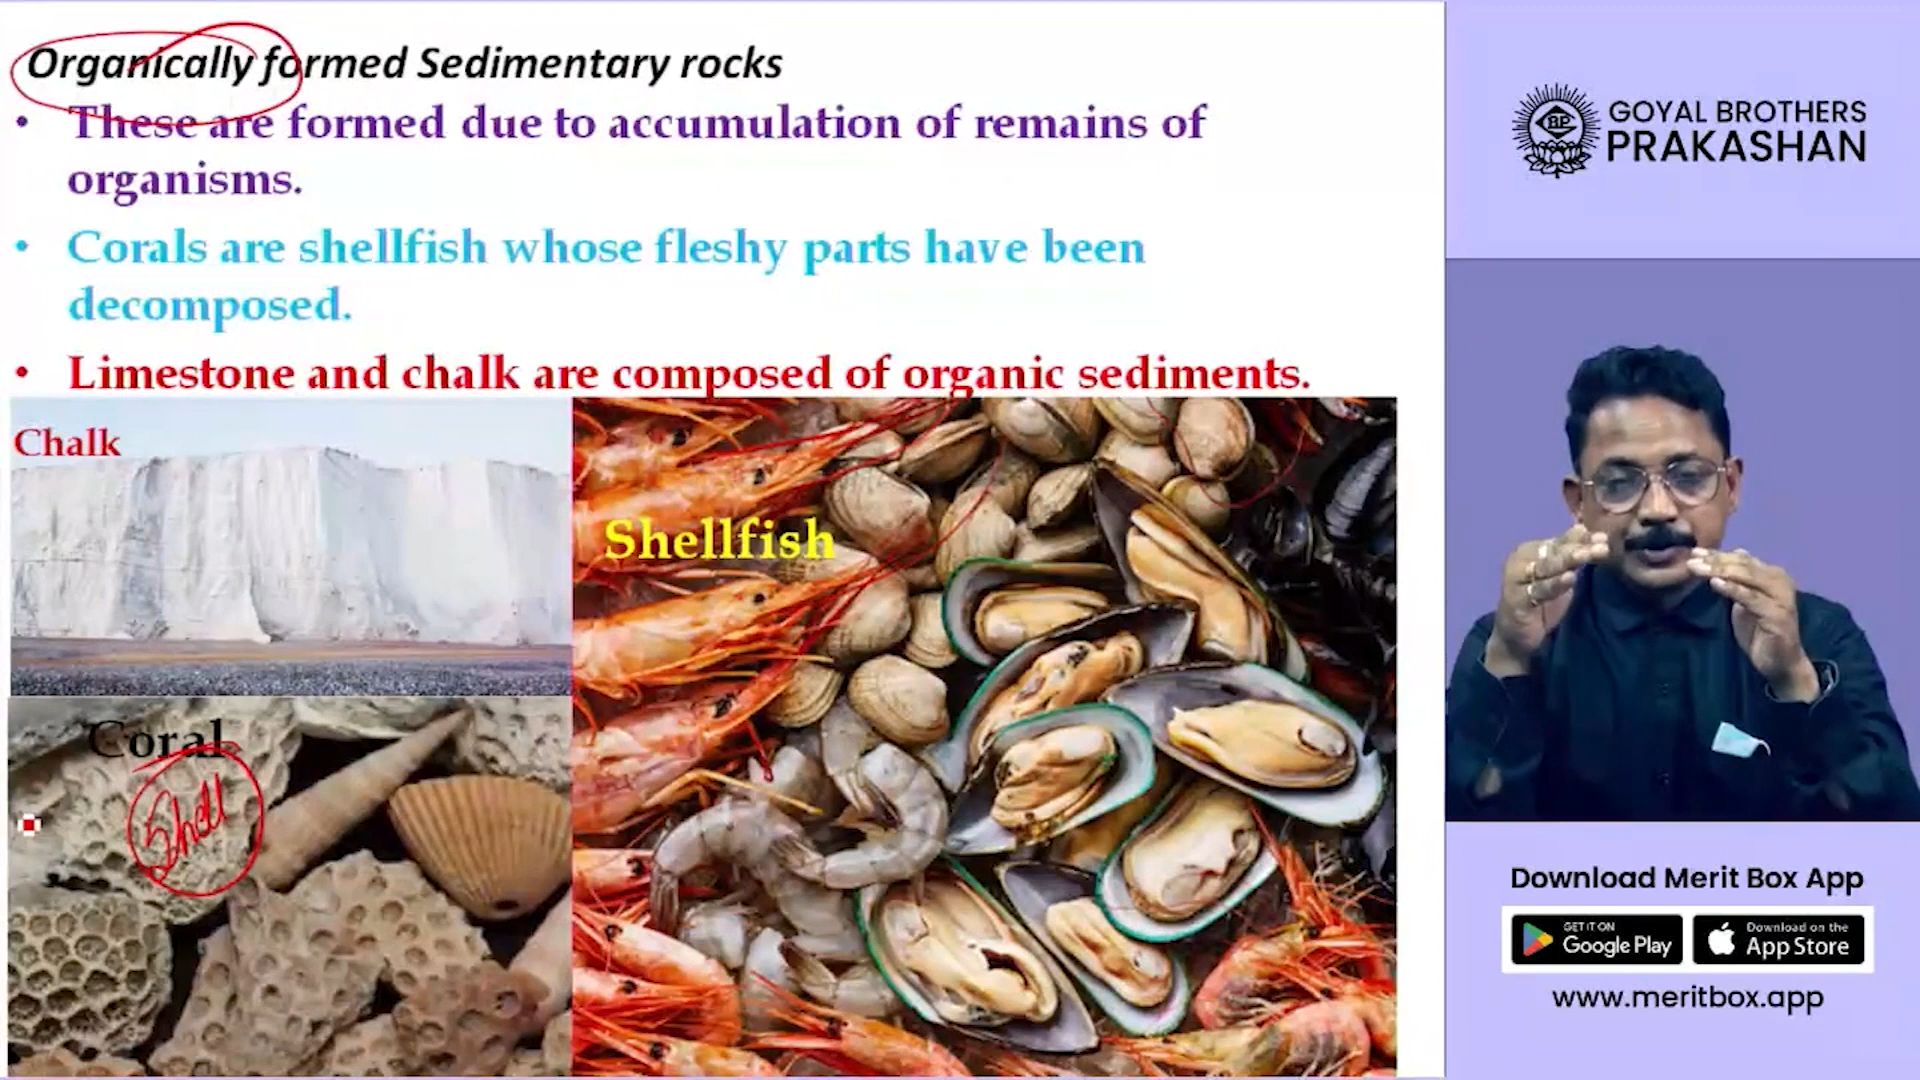 Organically formed Sedimentary rocks
• These are formed due to accumulation of remains of
organisms.
• Corals are shellfish whose fleshy parts have been
decomposed.
• Limestone and chalk are composed of organic sediments.
Chalk
Shellfish
Coral
Shell
BP
GOYAL BROTHERS
PRAKASHAN
Download Merit Box App
GET IT ON
Google Play
Download on the
App Store
www.meritbox.app